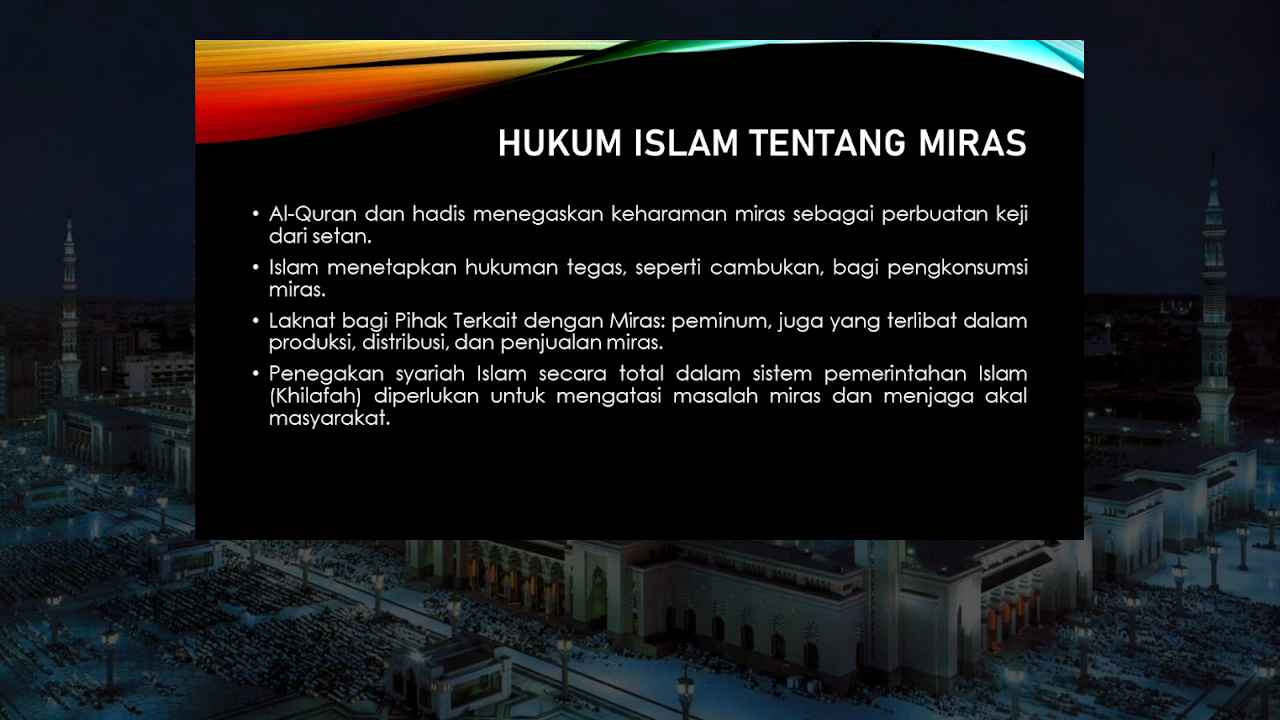 HUKUM ISLAM TENTANG MIRAS
• Al-Quran dan hadis menegaskan keharaman miras sebagai perbuatan keji
dari setan.
• Islam menetapkan hukuman tegas, seperti cambukan, bagi pengkonsumsi
miras.
• Laknat bagi Pihak Terkait dengan Miras: peminum, juga yang terlibat dalam
produksi, distribusi, dan penjualan miras.
• Penegakan syariah Islam secara total dalam sistem pemerintahan Islam
(Khilafah) diperlukan untuk mengatasi masalah miras dan menjaga akal
masyarakat.